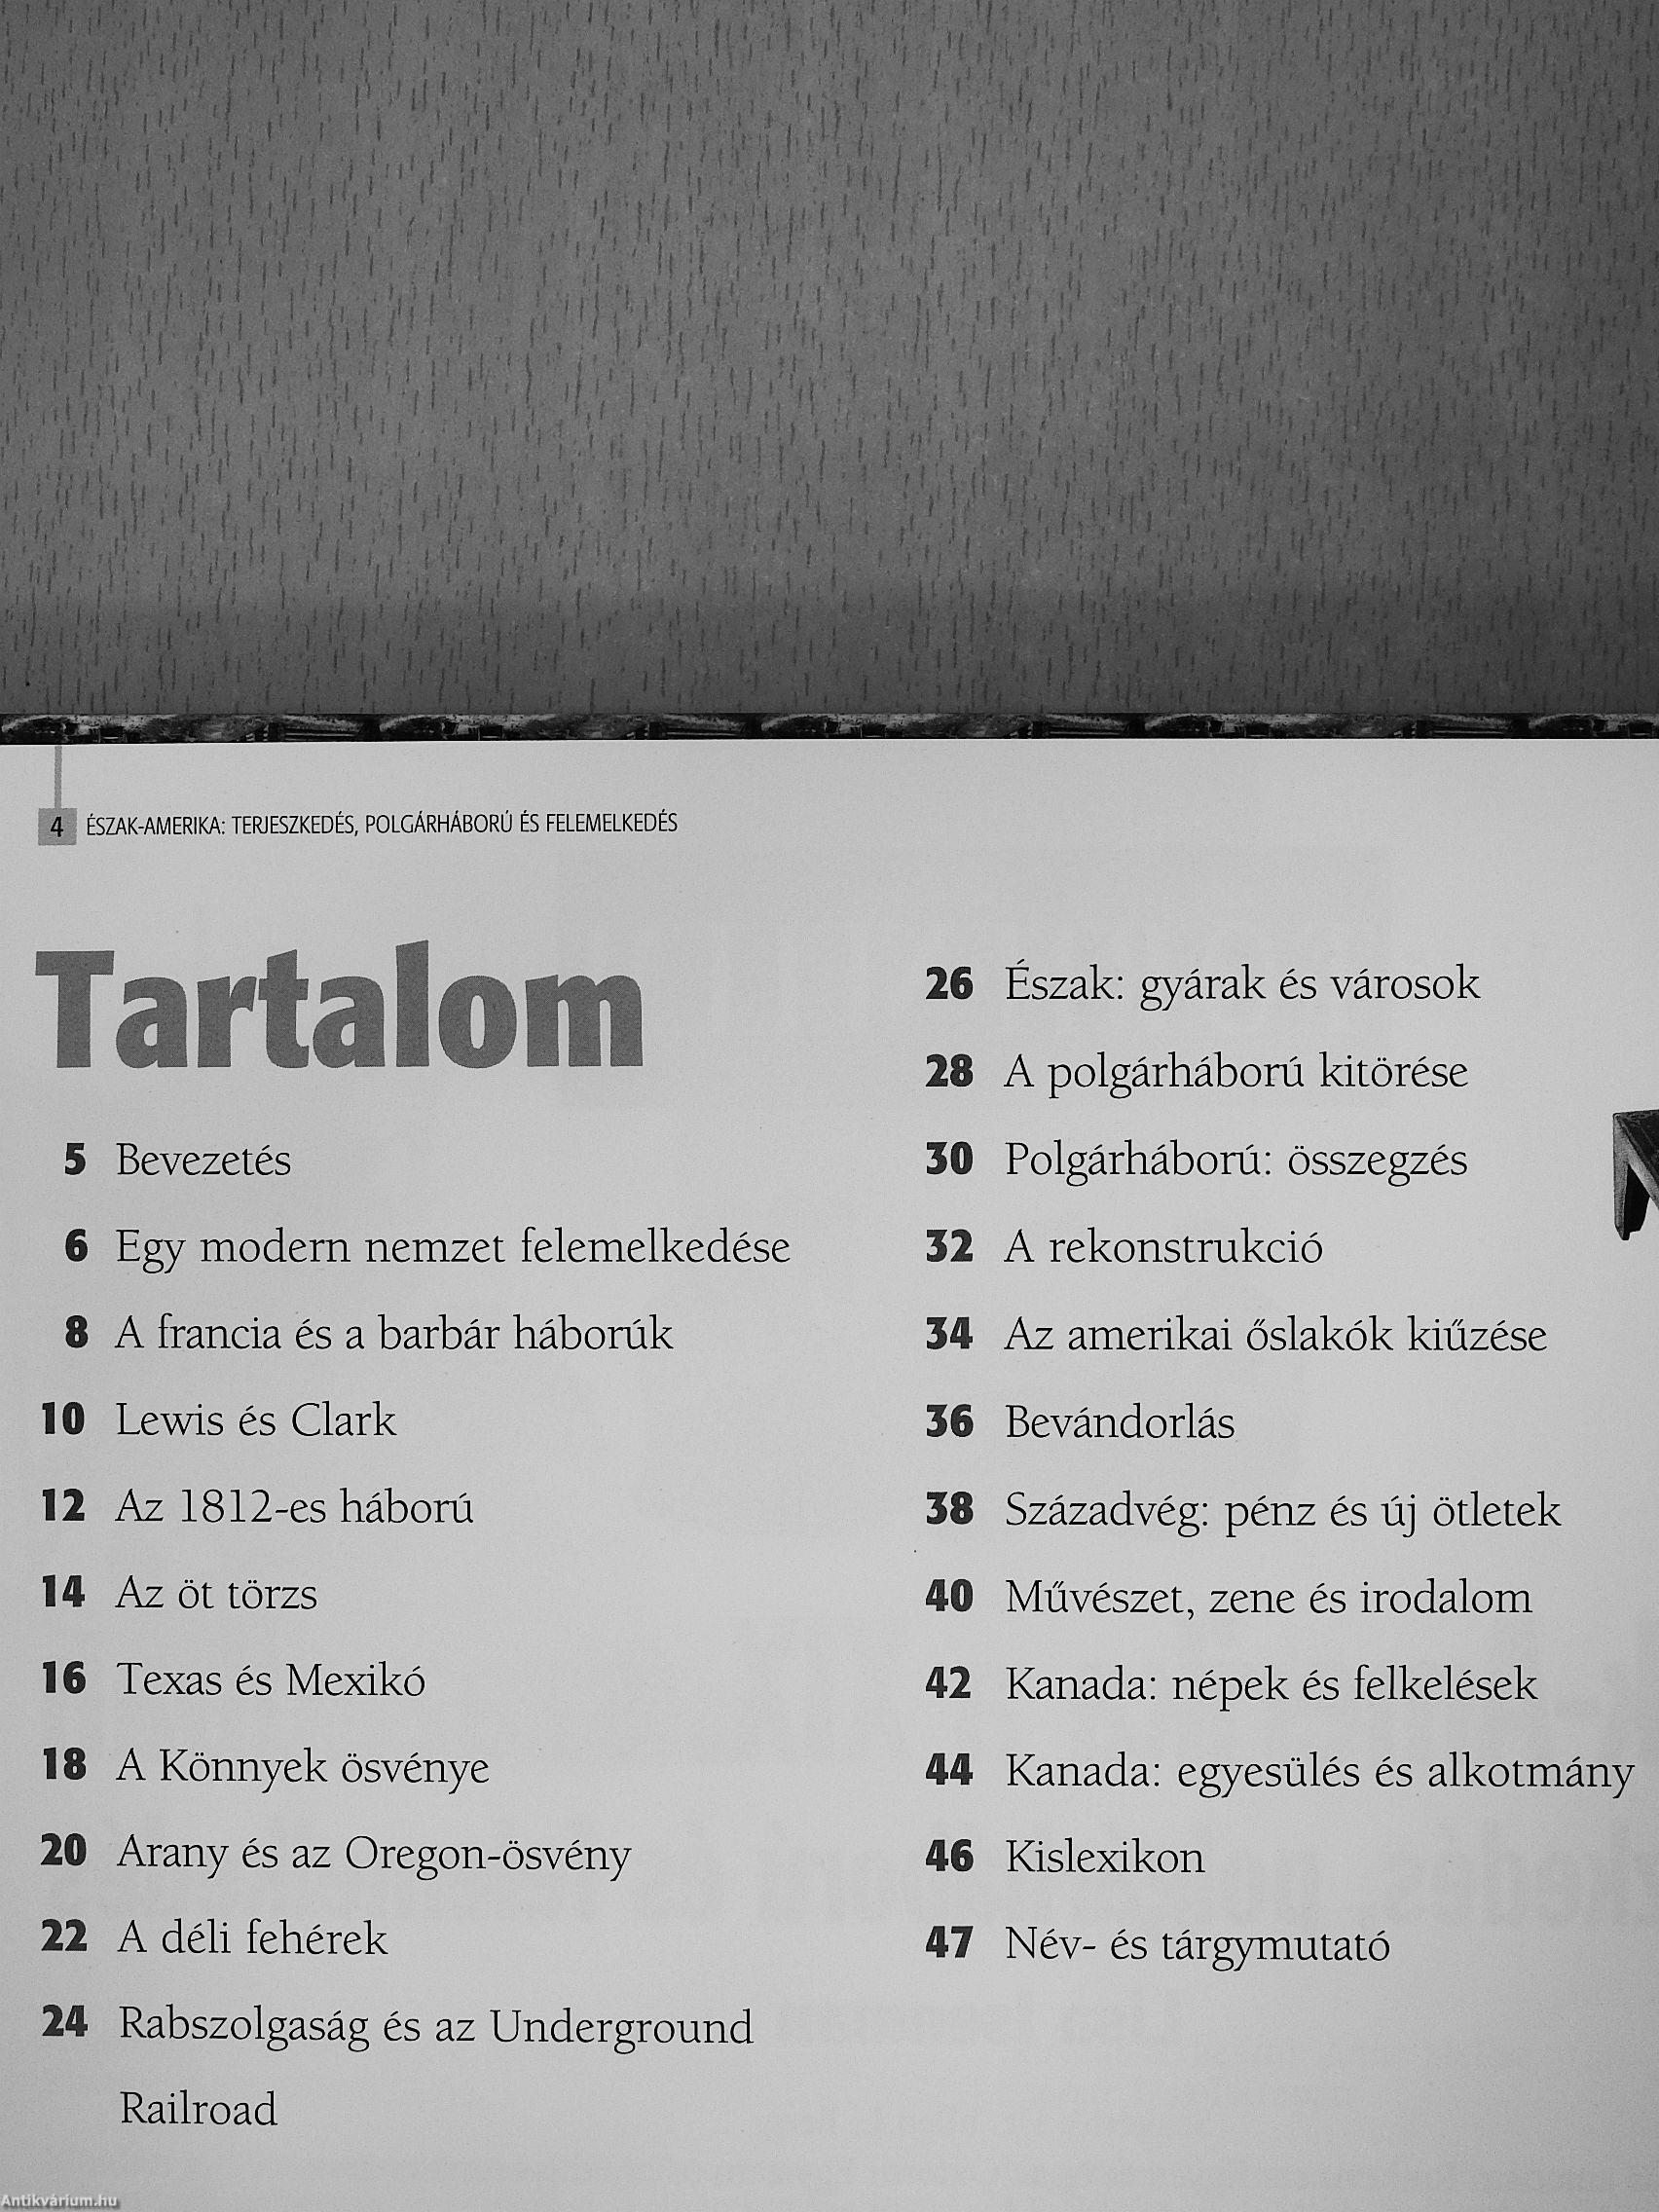 4 ÉSZAK-AMERIKA: TERJESZKEDÉS, POLGÁRHÁBORÚ ÉS FELEMELKEDÉS
Tartalom
5 Bevezetés
6 Egy modern nemzet felemelkedése
8 A francia és a barbár háborúk
10 Lewis és Clark
12 Az 1812-es háború
14 Az öt törzs
16 Texas és Mexikó
18 A Könnyek ösvénye
20 Arany és az Oregon-ösvény
22 A déli fehérek
24 Rabszolgaság és az Underground
Railroad
26 Észak: gyárak és városok
28 A polgárháború kitörése
30 Polgárháború: összegzés
32 A rekonstrukció
34 Az amerikai őslakók kiűzése
36 Bevándorlás
38 Századvég: pénz és új ötletek
40 Művészet, zene és irodalom
42 Kanada: népek és felkelések
44 Kanada: egyesülés és alkotmány
46 Kislexikon
47 Név- és tárgymutató
Antikvárium.hu